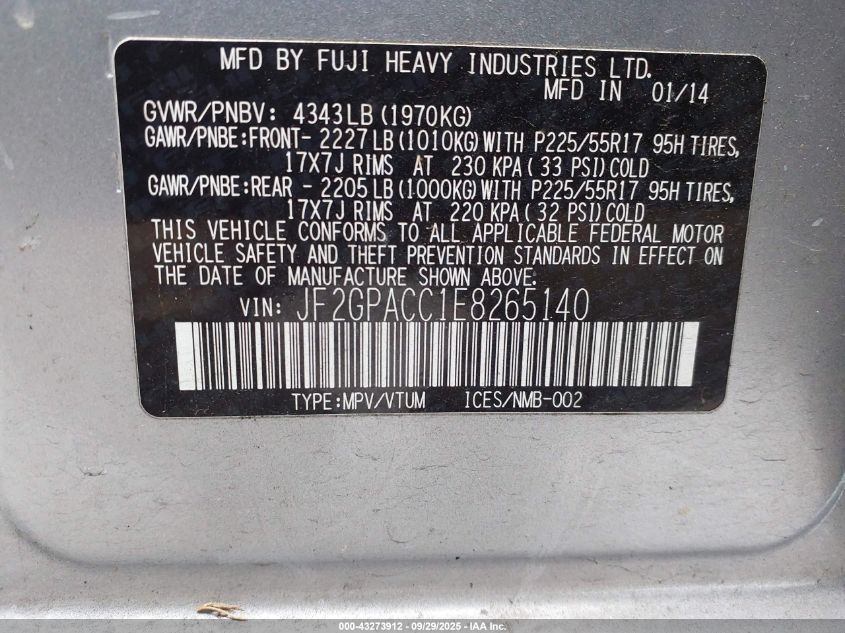 MFD BY FUJI HEAVY INDUSTRIES LTD.
MFD IN 01/14
GVWR/PNBV: 4343LB (1970KG)
GAWR/PNBE:FRONT- 2227LB(1010KG)WITH P225/55R17 95H TIRES,
17X7J RIMS AT 230 KPA( 33 PSI)COLD
GAWR/PNBE:REAR - 2205LB(1000KG)WITH P225/55R17 95H TIRES,
17X7J RIMS AT 220 KPA( 32 PSI)COLD
THIS VEHICLE CONFORMS TO ALL APPLICABLE FEDERAL MOTOR
VEHICLE SAFETY AND THEFT PREVENTION STANDARDS IN EFFECT ON
THE DATE OF MANUFACTURE SHOWN ABOVE.
VIN: JF2GPACC1E8265140
TYPE:MPV/VTUM ICES/NMB-002
000-43273912 - 09/29/2025 - IAA Inc.